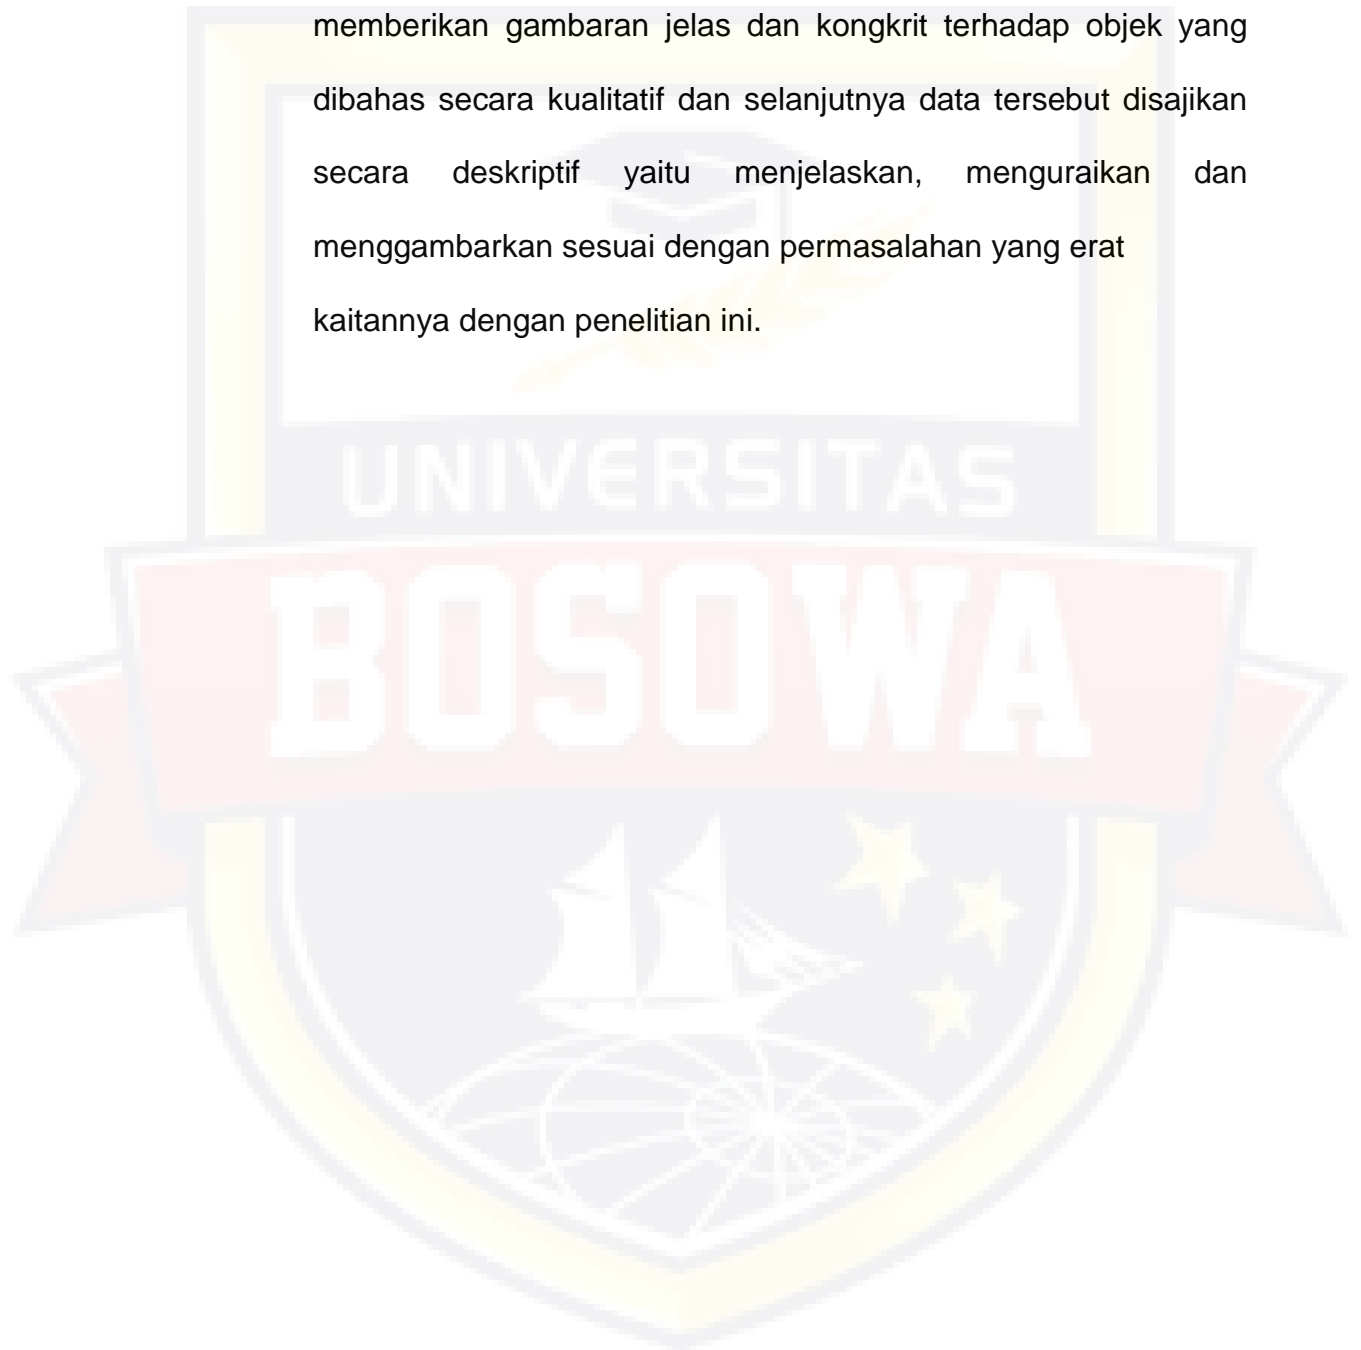 memberikan gambaran jelas dan kongkrit terhadap objek yang
dibahas secara kualitatif dan selanjutnya data tersebut disajikan
secara deskriptif yaitu menjelaskan, menguraikan dan
menggambarkan sesuai dengan permasalahan yang erat
kaitannya dengan penelitian ini.
UNIVERSITAS
BOSOWA